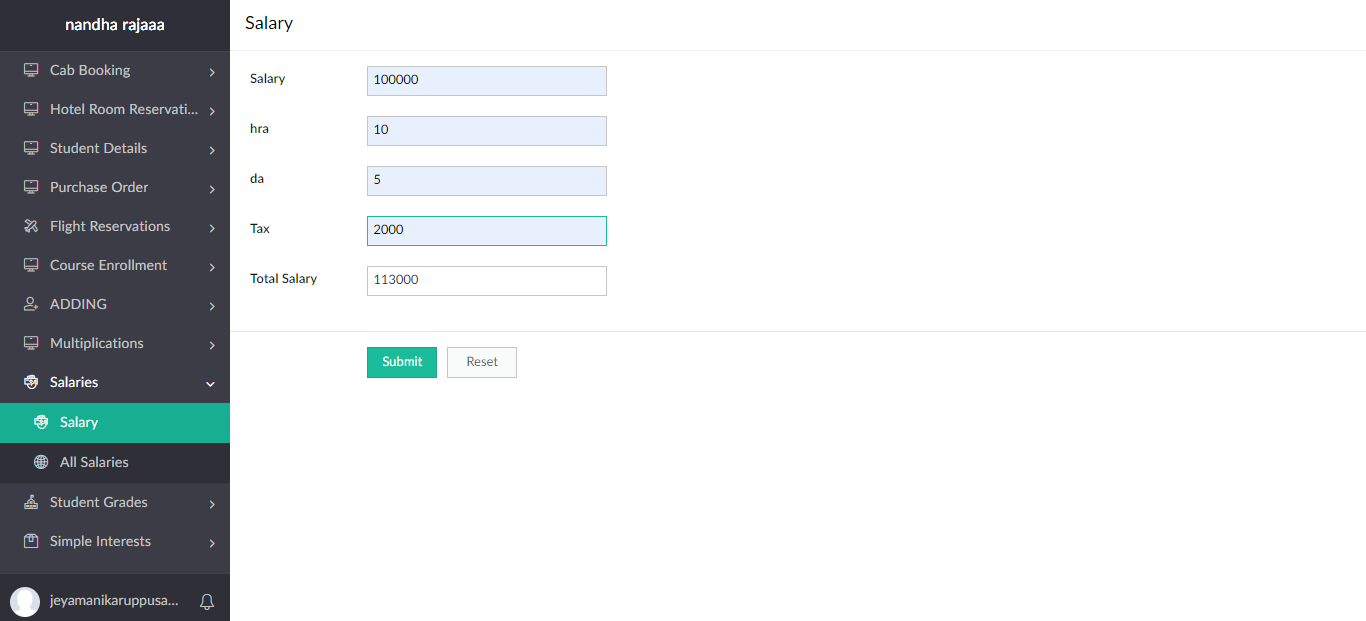 nandha rajaaa
Cab Booking
Hotel Room Reservati...
Student Details
Purchase Order
Flight Reservations
Course Enrollment
ADDING
Multiplications
Salaries
Salary
All Salaries
Student Grades
Simple Interests
jeyamanikaruppusa...
Salary
Salary 100000
hra 10
da 5
Tax 2000
Total Salary 113000
Submit Reset